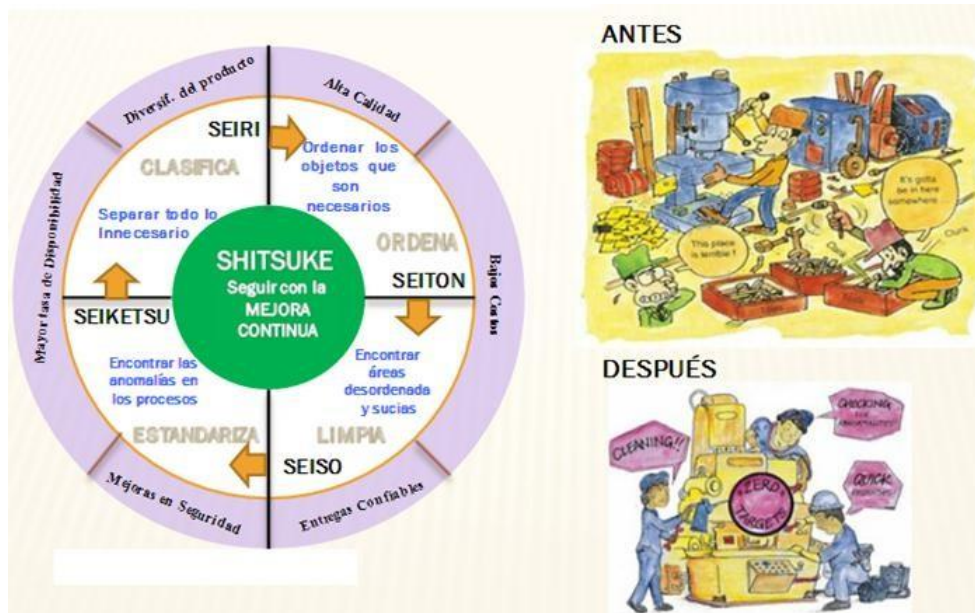 ANTES
Diversif. del producto
Alta Calidad
SEIRI
CLASIFICA
Ordenar los
objetos que
son
necesarios
Separar todo lo
Innecesario
ORDENA
Mayor tasa de Disponibilidad
SHITSUKE
Seguir con la
MEJORA
CONTINUA
SEITON
Bajos Costos
SEIKETSU
Encontrar las
anomalías en
los procesos
Encontrar
áreas
desordenada
y sucias
ESTANDARIZA
LIMPIA
SEISO
Mejoras en Seguridad
Entregas Confiables
It's gotta
be in here
somewhere...
This place
is terrible!
Clunk
DESPUÉS
CLEANING!!
CHECKING
FOR
ZERO
TARGETS
QUICK